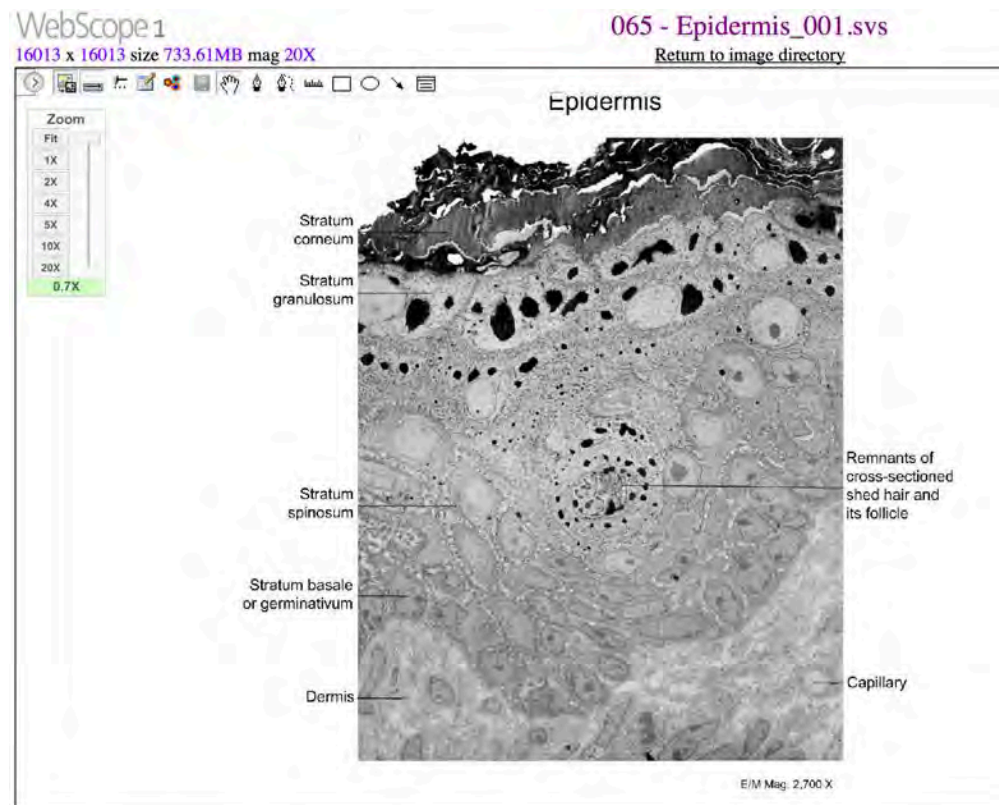 WebScope 1
065 - Epidermis_001.svs
16013 x 16013 size 733.61MB mag 20X
Return to image directory
Epidermis
Zoom
Fit
1X
2X
4X
5X
10X
20X
0.7X
Stratum
corneum
Stratum
granulosum
Remnants of
cross-sectioned
shed hair and
its follicle
Stratum
spinosum
Stratum basale
or germinativum
Dermis
Capillary
E/M Mag. 2,700 X